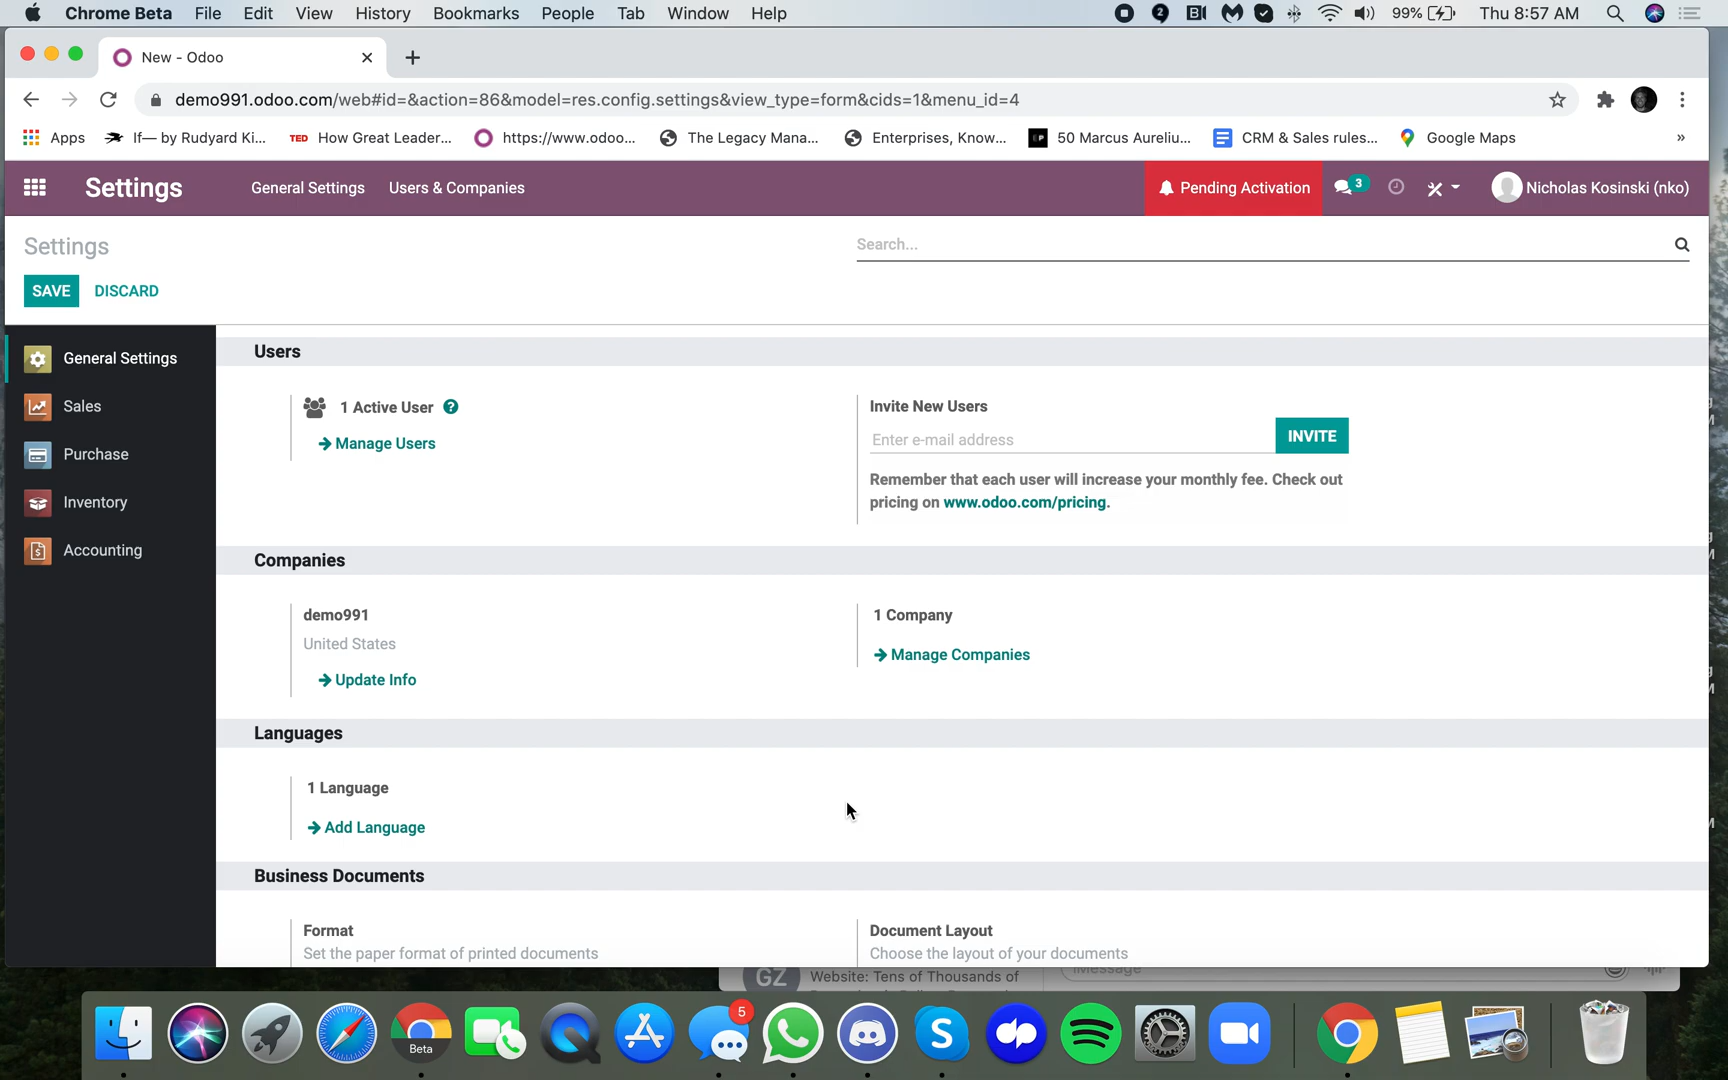 Chrome Beta File Edit View History Bookmarks People Tab Window Help 2 99% Thu 8:57 AM
New - Odoo
demo991.odoo.com/web#id=&action=86&model=res.config.settings&view_type=form&cids=1&menu_id=4
Apps If— by Rudyard Ki... TED How Great Leader... https://www.odoo... The Legacy Mana... Enterprises, Know... 50 Marcus Aureliu... CRM & Sales rules... Google Maps »
Settings General Settings Users & Companies Pending Activation 3 Nicholas Kosinski (nko)
Settings Search...
SAVE DISCARD
General Settings
Sales
Purchase
Inventory
Accounting
Users
1 Active User ?
Manage Users
Invite New Users
Enter e-mail address INVITE
Remember that each user will increase your monthly fee. Check out
pricing on www.odoo.com/pricing.
Companies
demo991
United States
Update Info
1 Company
Manage Companies
Languages
1 Language
Add Language
Business Documents
Format
Set the paper format of printed documents
Document Layout
Choose the layout of your documents
GZ Website: Tens of Thousands of iMessage
Beta 5 S